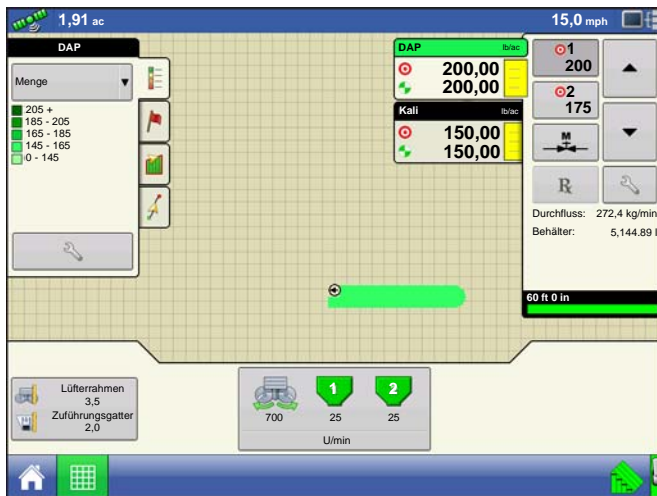 1,91 ac
15,0 mph
DAP
Menge
205 +
185 - 205
165 - 185
145 - 165
0 - 145
DAP lb/ac
200,00
200,00
Kali lb/ac
150,00
150,00
1
200
2
175
M
Rx
Durchfluss: 272,4 kg/min
Behälter: 5,144.89 l
60 ft 0 in
Lüfterrahmen
3,5
Zuführungsgatter
2,0
1 2
700 25 25
U/min